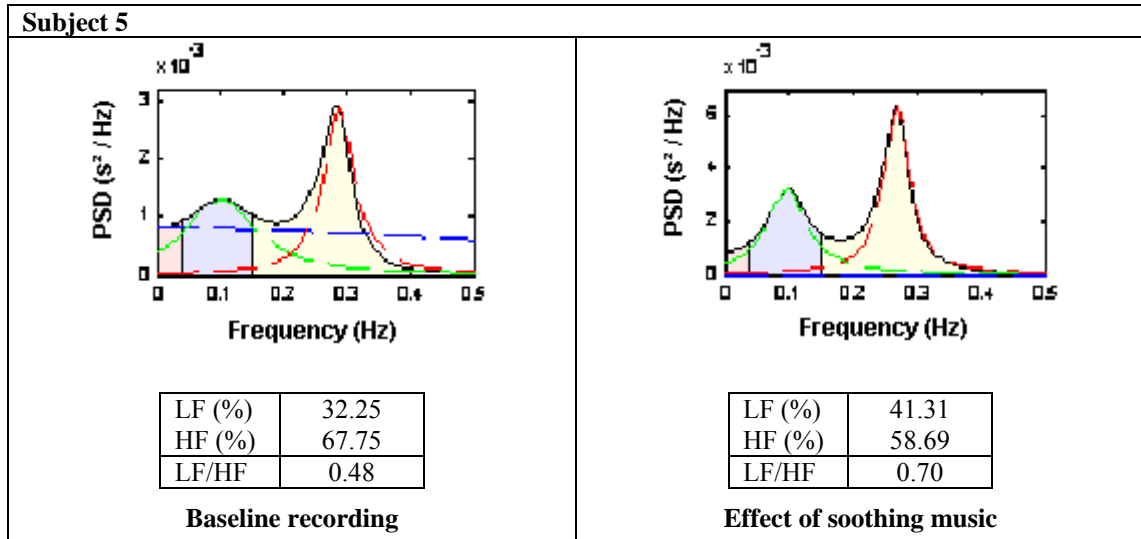 Subject 5
x 10⁻³
PSD (s² / Hz)
3
2
1
0
0 0.1 0.2 0.3 0.4 0.5
Frequency (Hz)
LF (%) 32.25
HF (%) 67.75
LF/HF 0.48
Baseline recording
x 10⁻³
PSD (s² / Hz)
6
4
2
0
0 0.1 0.2 0.3 0.4 0.5
Frequency (Hz)
LF (%) 41.31
HF (%) 58.69
LF/HF 0.70
Effect of soothing music